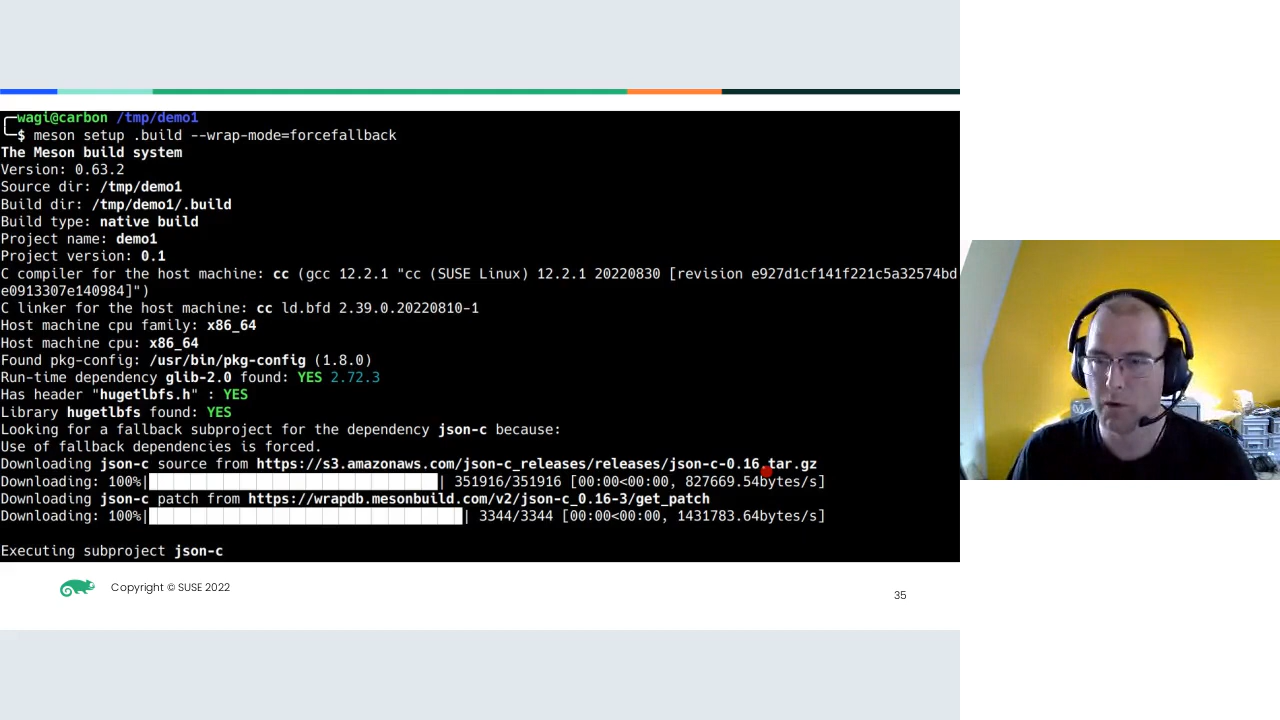 wagi@carbon /tmp/demo1
$ meson setup .build --wrap-mode=forcefallback
The Meson build system
Version: 0.63.2
Source dir: /tmp/demo1
Build dir: /tmp/demo1/.build
Build type: native build
Project name: demo1
Project version: 0.1
C compiler for the host machine: cc (gcc 12.2.1 "cc (SUSE Linux) 12.2.1 20220830 [revision e927d1cf141f221c5a32574bd
e0913307e140984]")
C linker for the host machine: cc ld.bfd 2.39.0.20220810-1
Host machine cpu family: x86_64
Host machine cpu: x86_64
Found pkg-config: /usr/bin/pkg-config (1.8.0)
Run-time dependency glib-2.0 found: YES 2.72.3
Has header "hugetlbfs.h" : YES
Library hugetlbfs found: YES
Looking for a fallback subproject for the dependency json-c because:
Use of fallback dependencies is forced.
Downloading json-c source from https://s3.amazonaws.com/json-c_releases/releases/json-c-0.16.tar.gz
Downloading: 100%| | 351916/351916 [00:00<00:00, 827669.54bytes/s]
Downloading json-c patch from https://wrapdb.mesonbuild.com/v2/json-c_0.16-3/get_patch
Downloading: 100%| | 3344/3344 [00:00<00:00, 1431783.64bytes/s]
Executing subproject json-c
Copyright © SUSE 2022
35